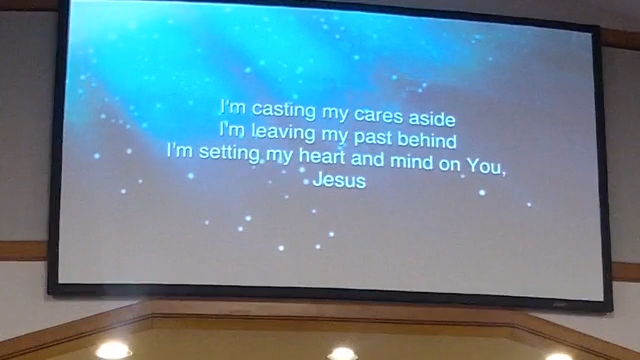 I'm casting my cares aside
I'm leaving my past behind
I'm setting my heart and mind on You,
Jesus